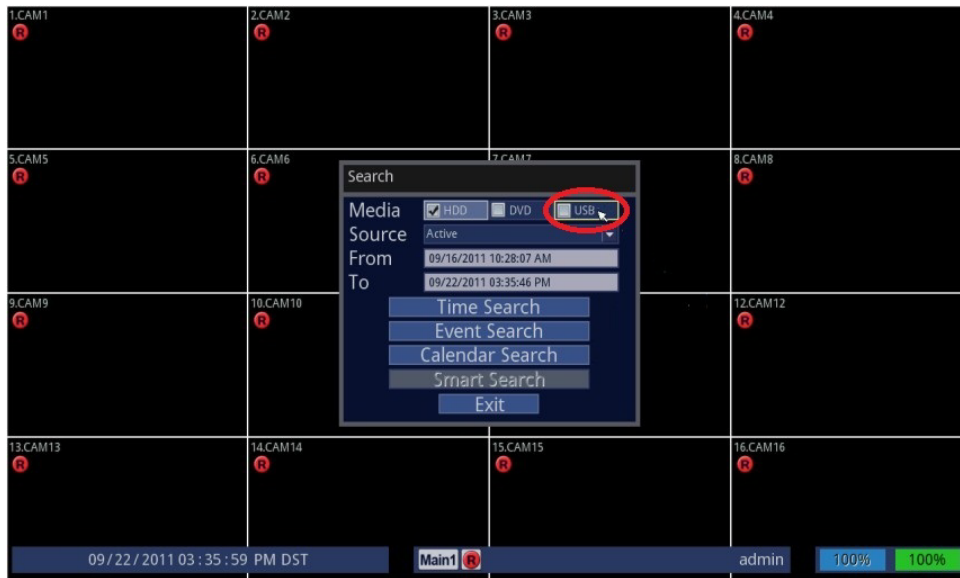 1.CAM1 2.CAM2 3.CAM3 4.CAM4
R R R R
5.CAM5 6.CAM6 7.CAM7 8.CAM8
R R R
Search
Media HDD DVD USB
Source Active
From 09/16/2011 10:28:07 AM
To 09/22/2011 03:35:46 PM
Time Search
Event Search
Calendar Search
Smart Search
Exit
9.CAM9 10.CAM10 12.CAM12
R R R
13.CAM13 14.CAM14 15.CAM15 16.CAM16
R R R R
09/22/2011 03:35:59 PM DST Main1 R admin 100% 100%